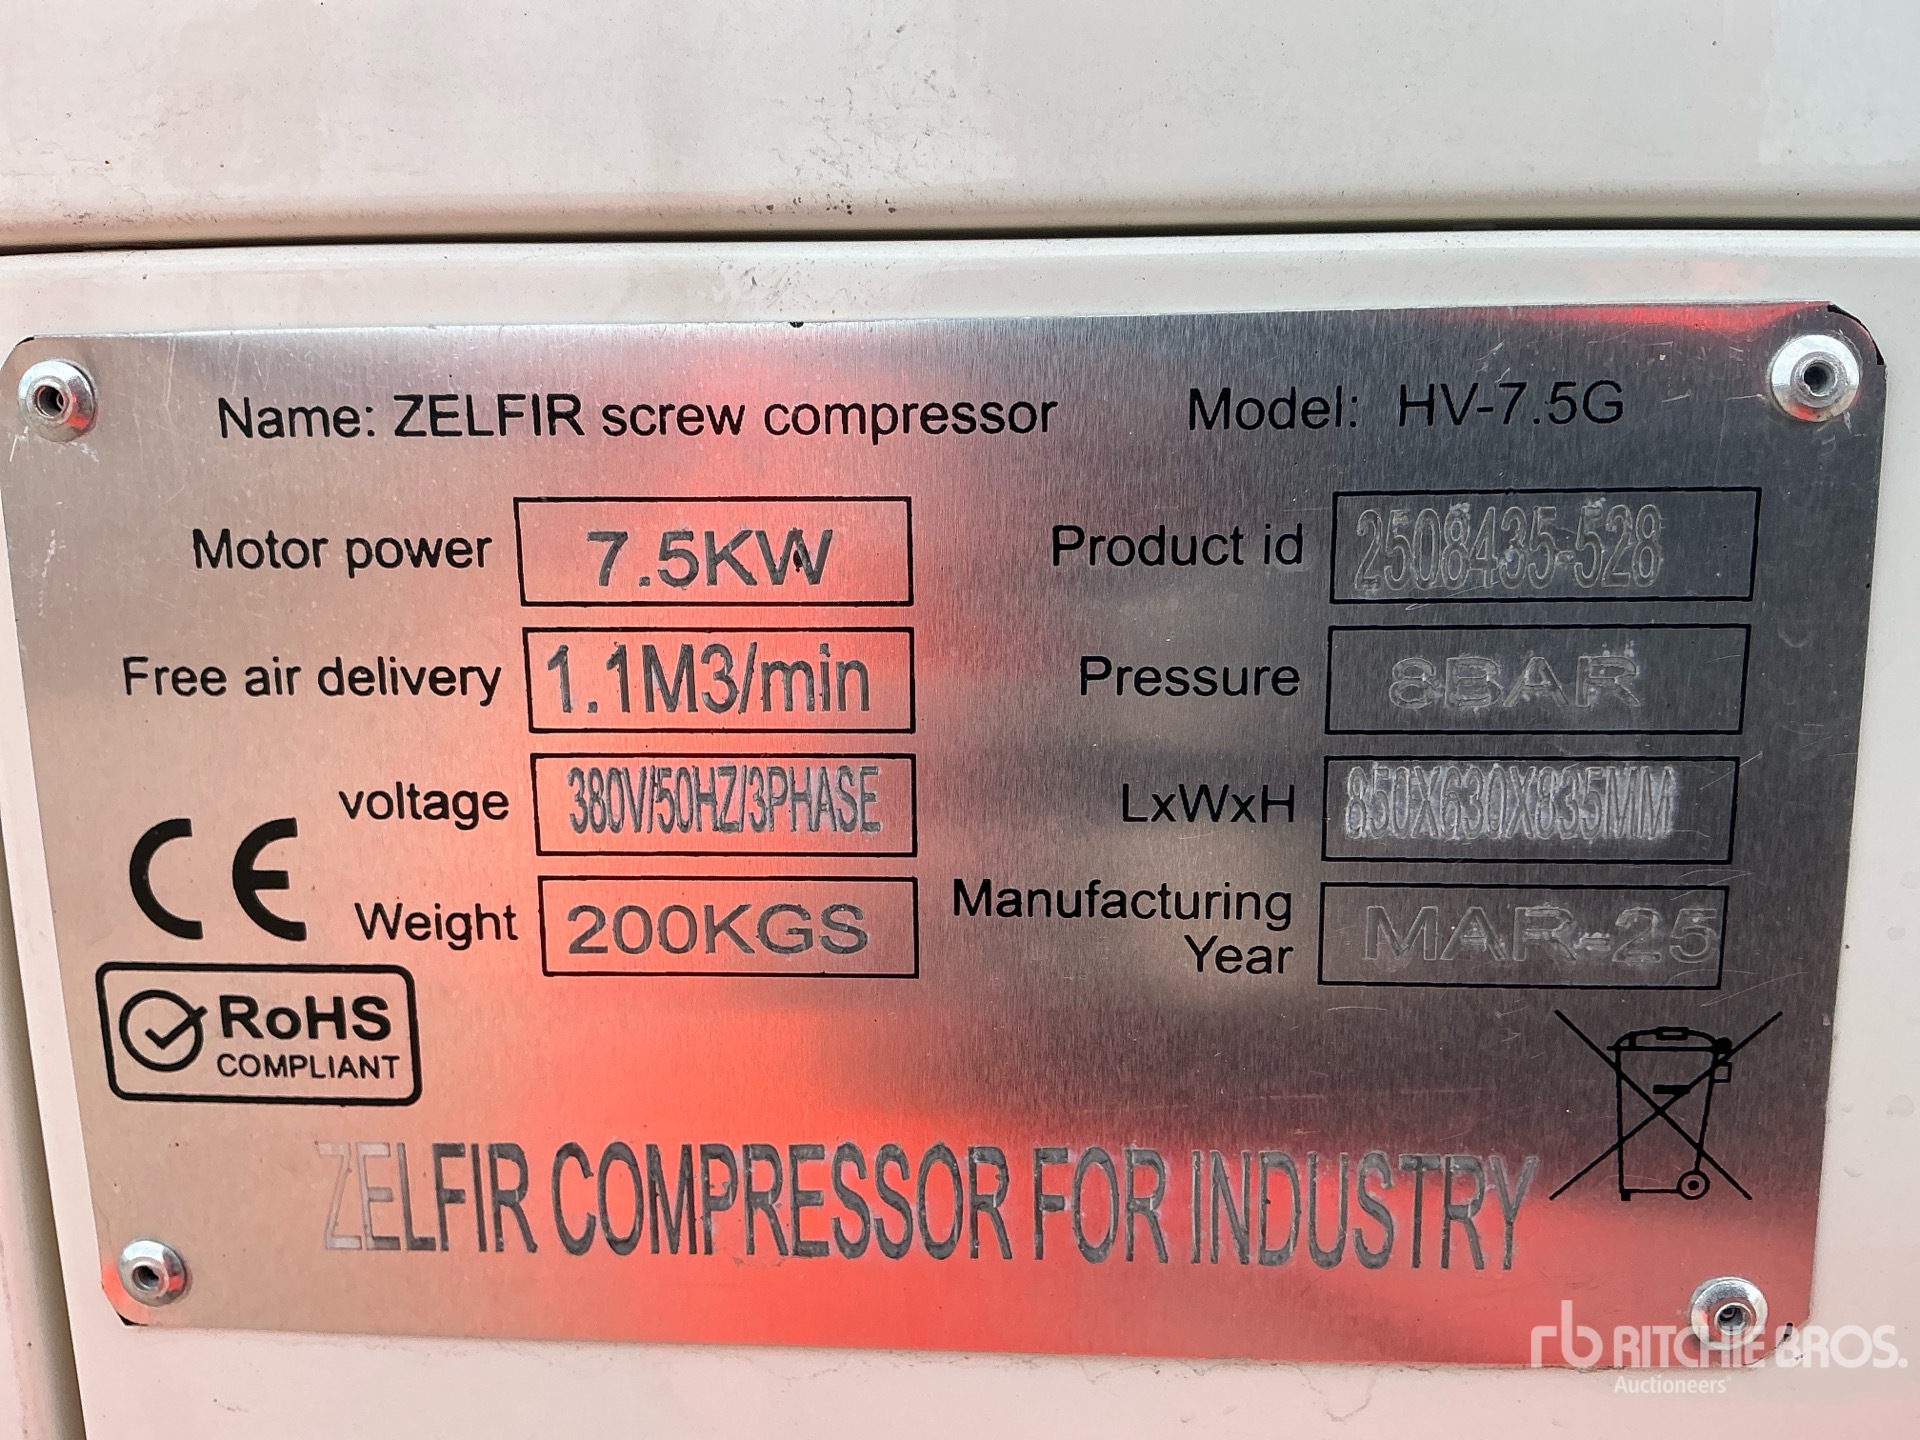 Name: ZELFIR screw compressor Model: HV-7.5G
Motor power 7.5KW Product id 2508435-528
Free air delivery 1.1M3/min Pressure 8BAR
voltage 380V/50HZ/3PHASE LxWxH 850X630X835MM
CE Weight 200KGS Manufacturing Year MAR-25
RoHS
COMPLIANT
ZELFIR COMPRESSOR FOR INDUSTRY
rb RITCHIE BROS.
Auctioneers